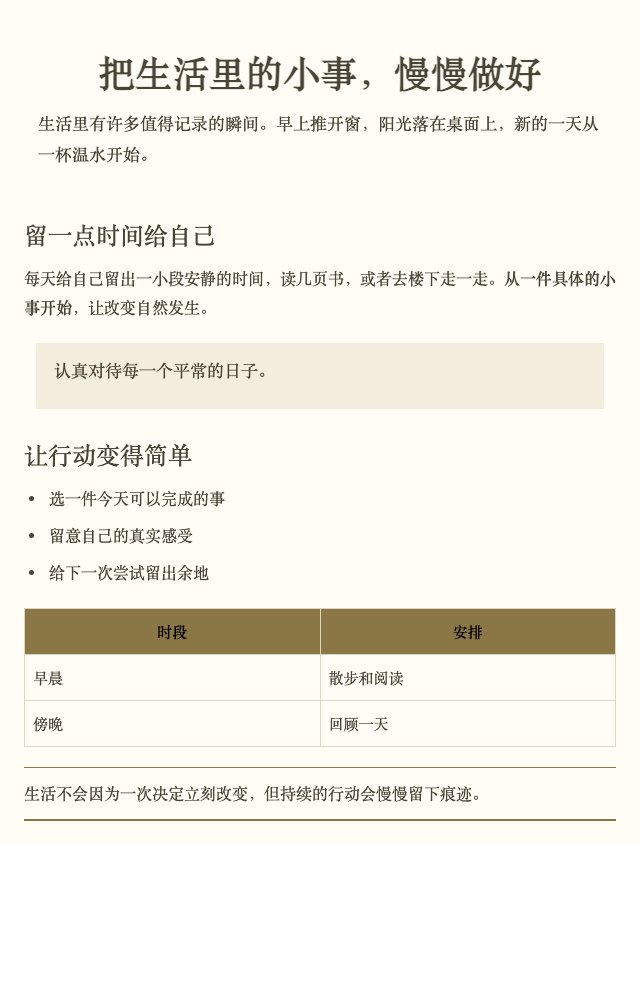 把生活里的小事，慢慢做好
生活里有许多值得记录的瞬间。早上推开窗，阳光落在桌面上，新的一天从
一杯温水开始。
留一点时间给自己
每天给自己留出一小段安静的时间，读几页书，或者去楼下走一走。从一件具体的小
事开始，让改变自然发生。
认真对待每一个平常的日子。
让行动变得简单
• 选一件今天可以完成的事
• 留意自己的真实感受
• 给下一次尝试留出余地
时段 安排
早晨 散步和阅读
傍晚 回顾一天
生活不会因为一次决定立刻改变，但持续的行动会慢慢留下痕迹。